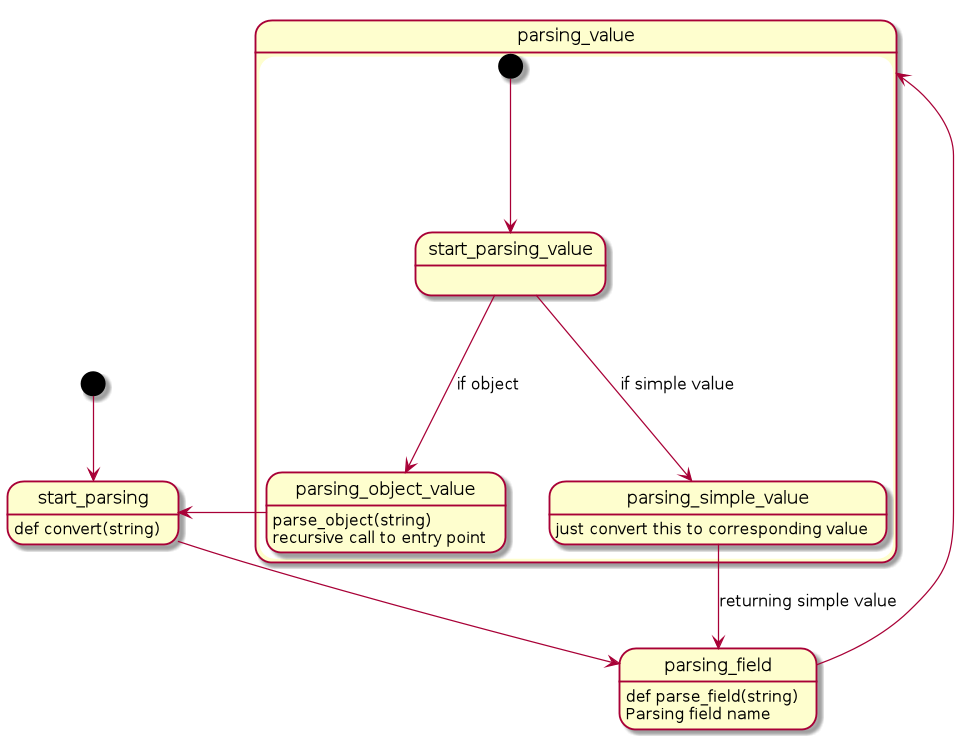 parsing_value
start_parsing_value
if object
if simple value
start_parsing
def convert(string)
parsing_object_value
parse_object(string)
recursive call to entry point
parsing_simple_value
just convert this to corresponding value
returning simple value
parsing_field
def parse_field(string)
Parsing field name